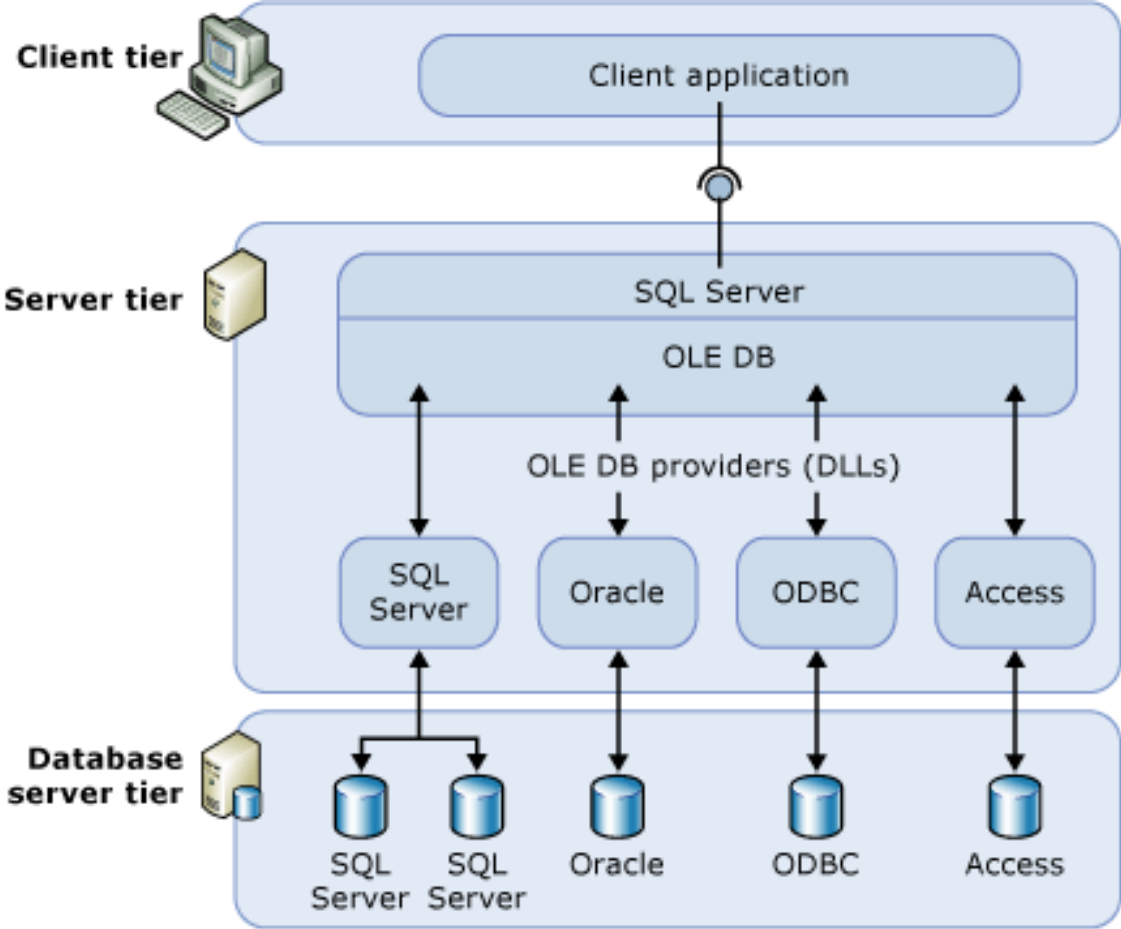 Client tier
Client application
Server tier
SQL Server
OLE DB
OLE DB providers (DLLs)
SQL
Server
Oracle
ODBC
Access
Database
server tier
SQL
Server
SQL
Server
Oracle
ODBC
Access